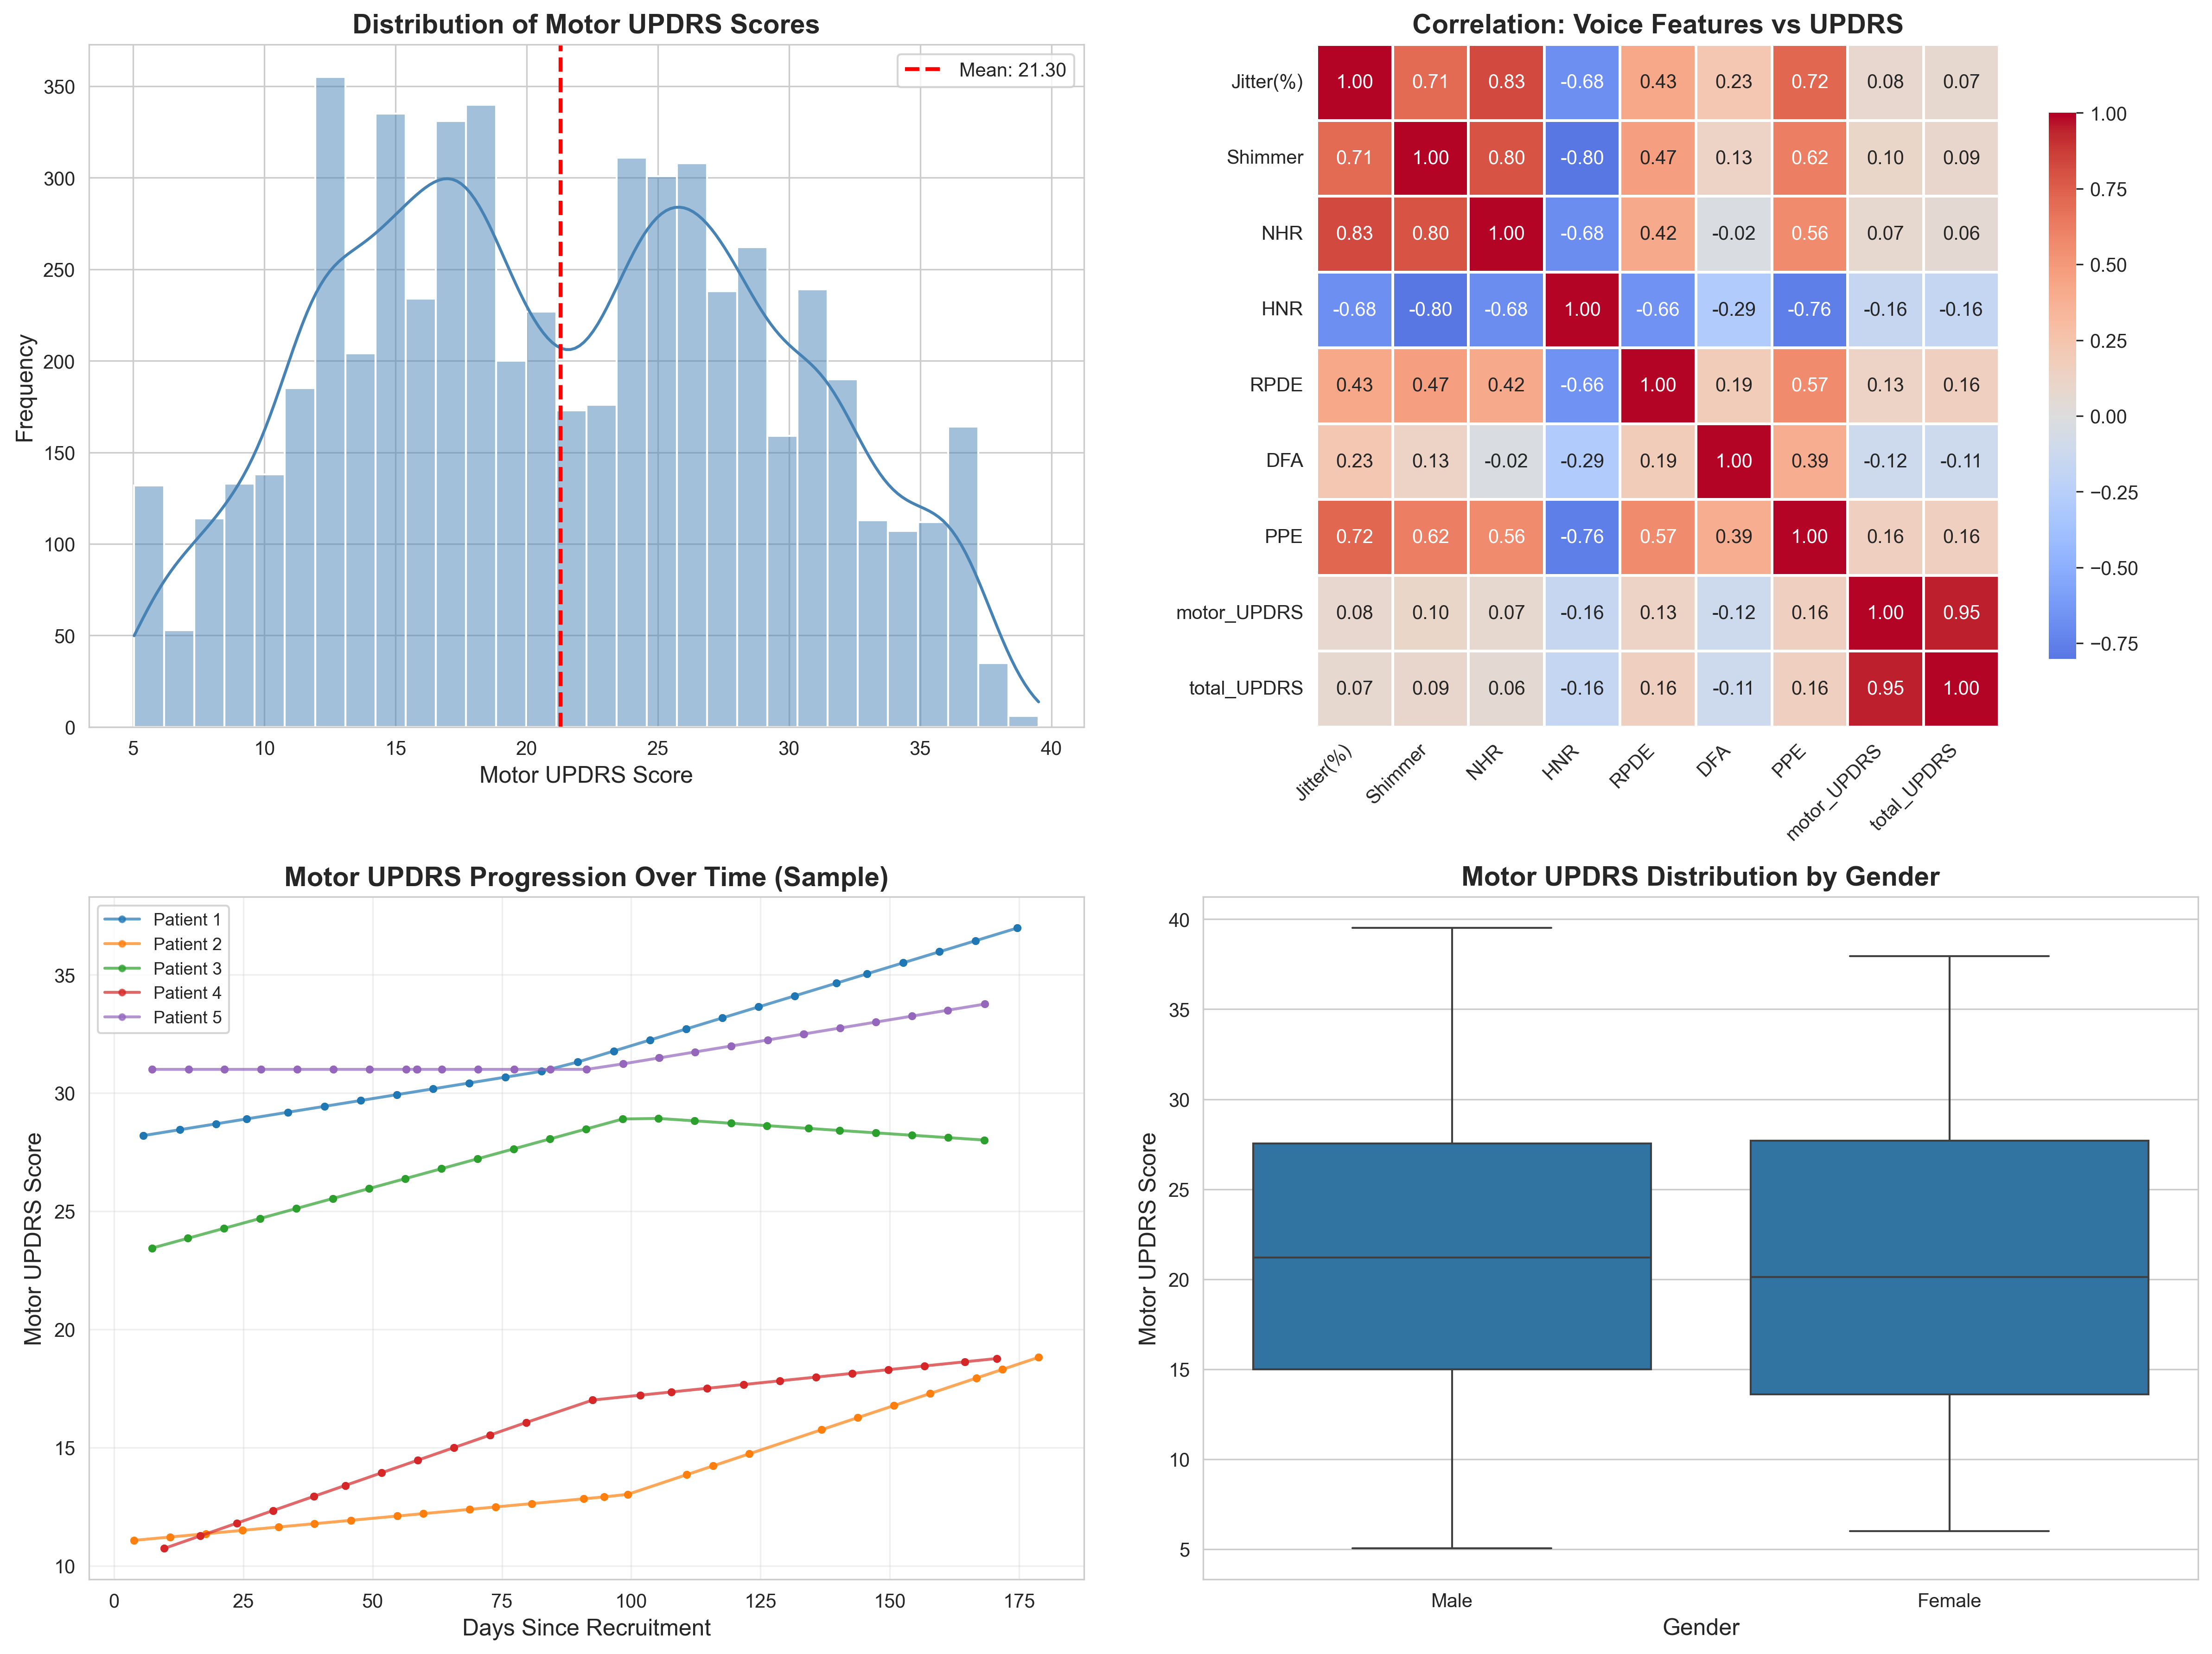 Distribution of Motor UPDRS Scores
Mean: 21.30
350
300
250
200
150
100
50
0
Frequency
5 10 15 20 25 30 35 40
Motor UPDRS Score
Correlation: Voice Features vs UPDRS
Jitter(%) 1.00 0.71 0.83 -0.68 0.43 0.23 0.72 0.08 0.07
Shimmer 0.71 1.00 0.80 -0.80 0.47 0.13 0.62 0.10 0.09
NHR 0.83 0.80 1.00 -0.68 0.42 -0.02 0.56 0.07 0.06
HNR -0.68 -0.80 -0.68 1.00 -0.66 -0.29 -0.76 -0.16 -0.16
RPDE 0.43 0.47 0.42 -0.66 1.00 0.19 0.57 0.13 0.16
DFA 0.23 0.13 -0.02 -0.29 0.19 1.00 0.39 -0.12 -0.11
PPE 0.72 0.62 0.56 -0.76 0.57 0.39 1.00 0.16 0.16
motor_UPDRS 0.08 0.10 0.07 -0.16 0.13 -0.12 0.16 1.00 0.95
total_UPDRS 0.07 0.09 0.06 -0.16 0.16 -0.11 0.16 0.95 1.00
Jitter(%) Shimmer NHR HNR RPDE DFA PPE motor_UPDRS total_UPDRS
1.00
0.75
0.50
0.25
0.00
−0.25
−0.50
−0.75
Motor UPDRS Progression Over Time (Sample)
Patient 1
Patient 2
Patient 3
Patient 4
Patient 5
35
30
25
20
15
10
Motor UPDRS Score
0 25 50 75 100 125 150 175
Days Since Recruitment
Motor UPDRS Distribution by Gender
40
35
30
25
20
15
10
5
Motor UPDRS Score
Male Female
Gender